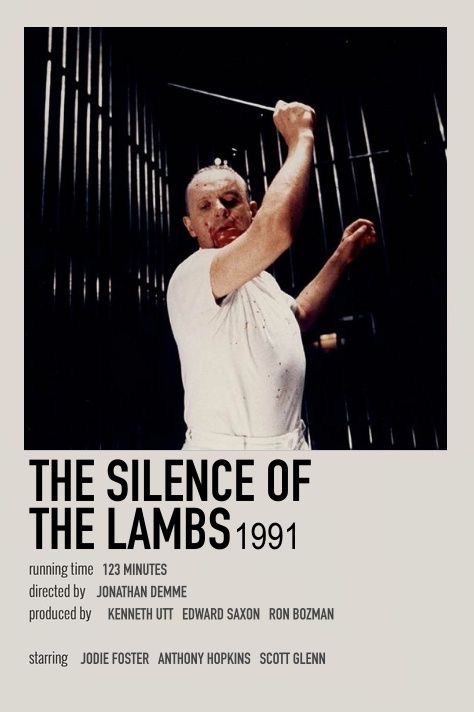 THE SILENCE OF
THE LAMBS 1991
running time 123 MINUTES
directed by JONATHAN DEMME
produced by KENNETH UTT EDWARD SAXON RON BOZMAN
starring JODIE FOSTER ANTHONY HOPKINS SCOTT GLENN